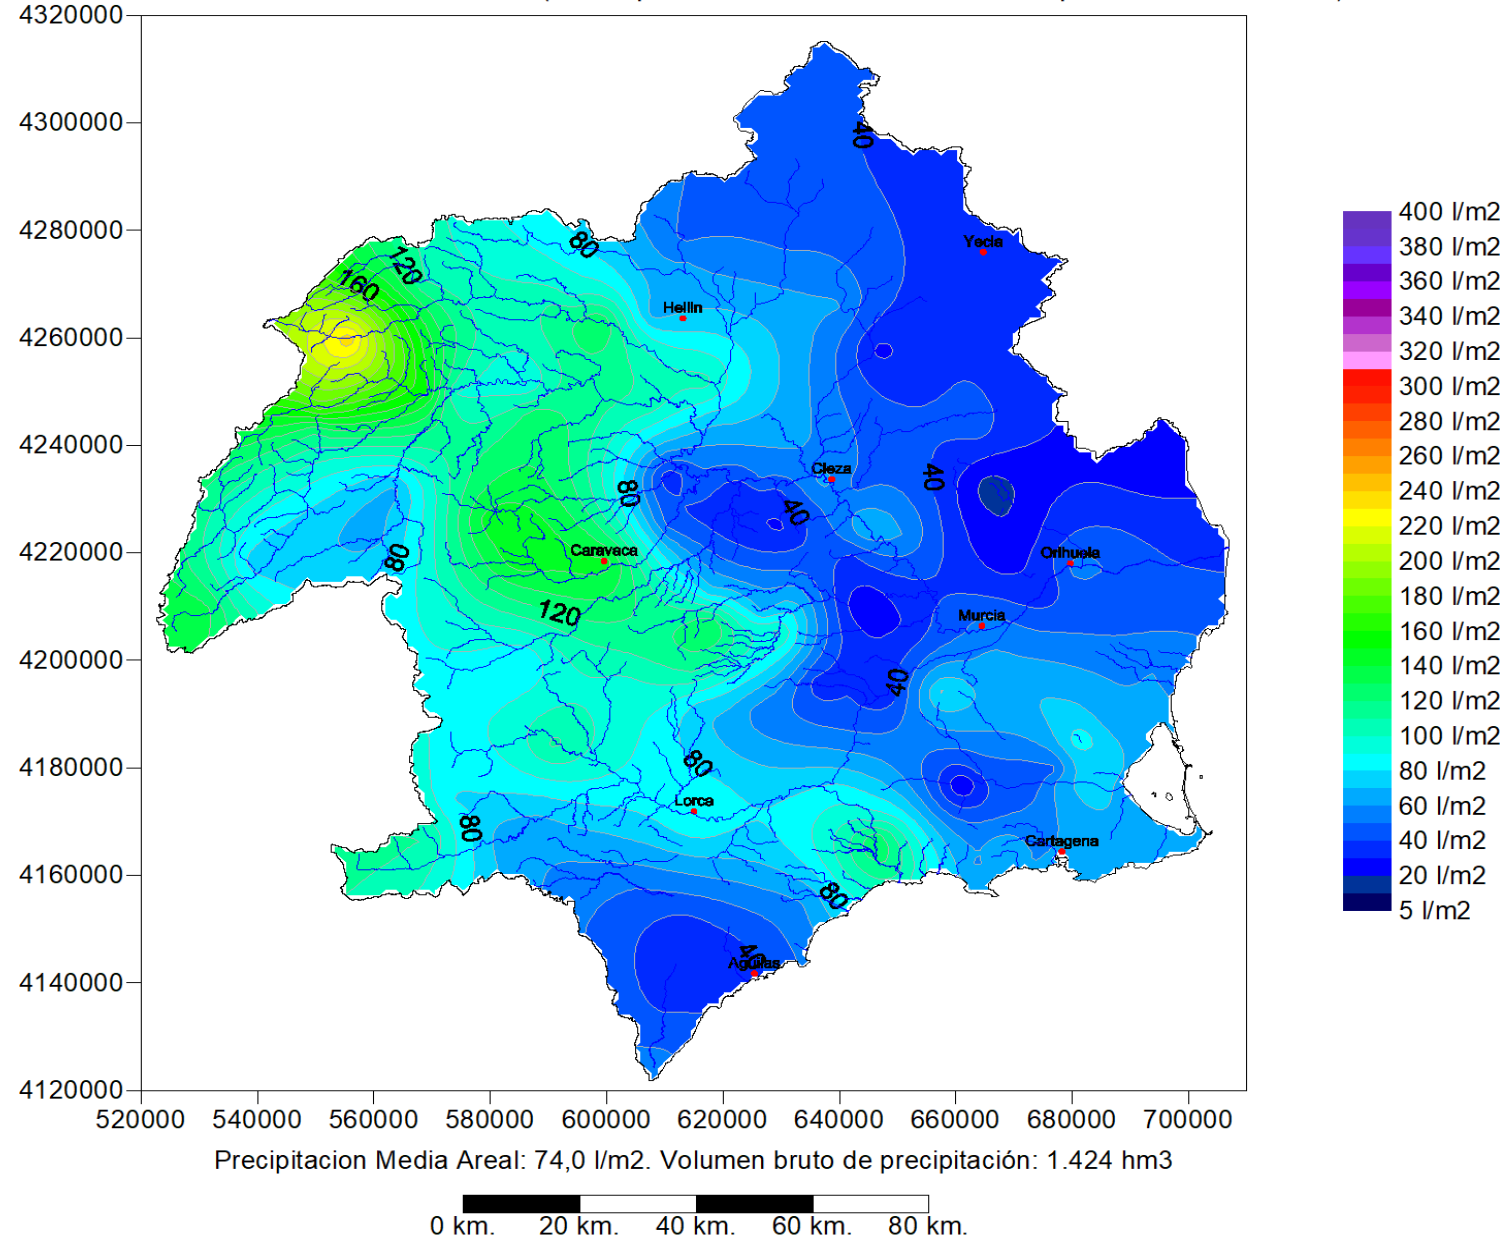 4320000
4300000
4280000
4260000
4240000
4220000
4200000
4180000
4160000
4140000
4120000
520000 540000 560000 580000 600000 620000 640000 660000 680000 700000
40
Yecla
80
120
160
Hellin
Cieza
40
80
40
Caravaca
Orihuela
80
120
Murcia
40
80
Lorca
80
Cartagena
80
40
Aguilas
400 l/m2
380 l/m2
360 l/m2
340 l/m2
320 l/m2
300 l/m2
280 l/m2
260 l/m2
240 l/m2
220 l/m2
200 l/m2
180 l/m2
160 l/m2
140 l/m2
120 l/m2
100 l/m2
80 l/m2
60 l/m2
40 l/m2
20 l/m2
5 l/m2
Precipitacion Media Areal: 74,0 l/m2. Volumen bruto de precipitación: 1.424 hm3
0 km. 20 km. 40 km. 60 km. 80 km.